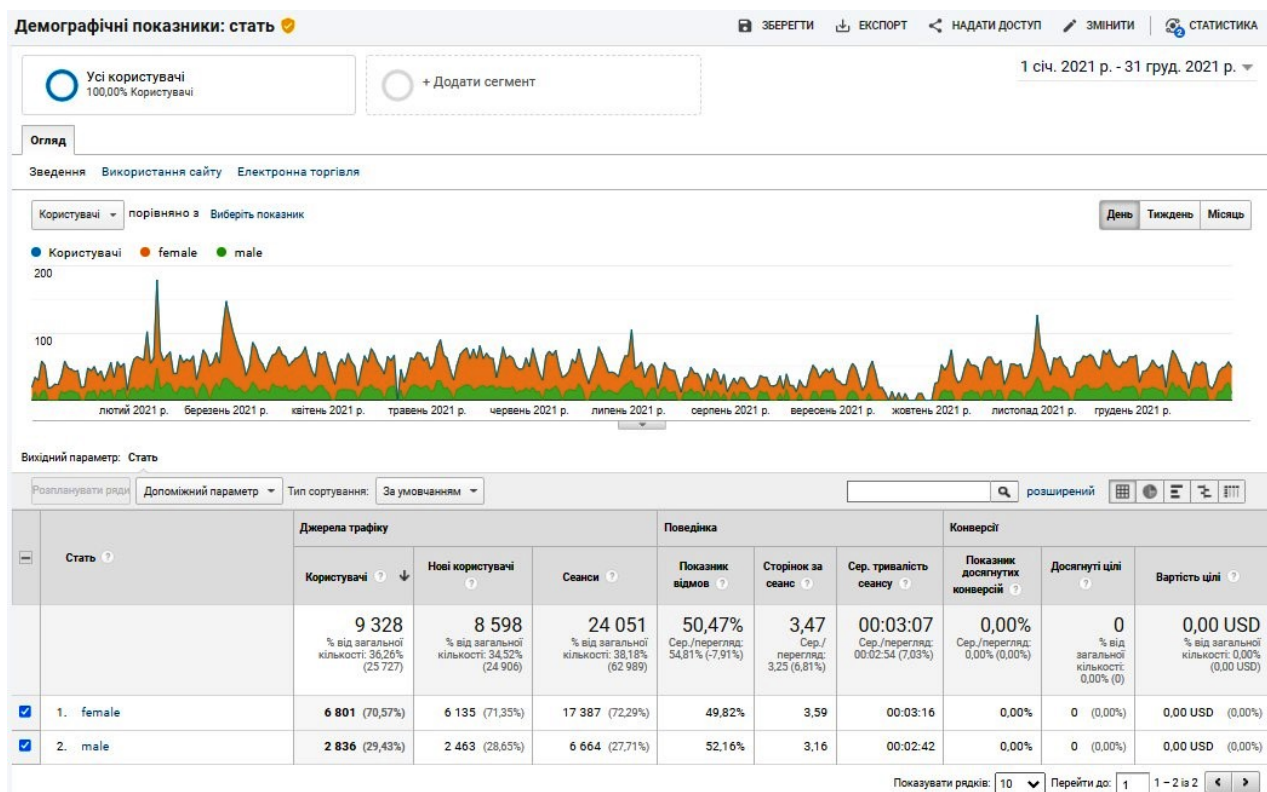 Демографічні показники: стать
ЗБЕРЕГТИ ЕКСПОРТ НАДАТИ ДОСТУП ЗМІНИТИ 2 СТАТИСТИКА
Усі користувачі
100,00% Користувачі
+ Додати сегмент
1 січ. 2021 р. - 31 груд. 2021 р.
Огляд
Зведення Використання сайту Електронна торгівля
Користувачі порівняно з Виберіть показник
День Тиждень Місяць
Користувачі female male
200
100
лютий 2021 р. березень 2021 р. квітень 2021 р. травень 2021 р. червень 2021 р. липень 2021 р. серпень 2021 р. вересень 2021 р. жовтень 2021 р. листопад 2021 р. грудень 2021 р.
Вихідний параметр: Стать
Розпланувати ряди Допоміжний параметр Тип сортування: За умовчанням розширений
Стать ?
Джерела трафіку Поведінка Конверсії
Користувачі ? Нові користувачі ? Сеанси ? Показник відмов ? Сторінок за сеанс ? Сер. тривалість сеансу ? Показник досягнутих конверсій ? Досягнуті цілі ? Вартість цілі ?
9 328 8 598 24 051 50,47% 3,47 00:03:07 0,00% 0 0,00 USD
% від загальної кількості: 36,26% (25 727) % від загальної кількості: 34,52% (24 906) % від загальної кількості: 38,18% (62 989) Сер./перегляд: 54,81% (-7,91%) Сер./перегляд: 3,25 (6,81%) Сер./перегляд: 00:02:54 (7,03%) Сер./перегляд: 0,00% (0,00%) % від загальної кількості: 0,00% (0) % від загальної кількості: 0,00% (0,00 USD)
1. female 6 801 (70,57%) 6 135 (71,35%) 17 387 (72,29%) 49,82% 3,59 00:03:16 0,00% 0 (0,00%) 0,00 USD (0,00%)
2. male 2 836 (29,43%) 2 463 (28,65%) 6 664 (27,71%) 52,16% 3,16 00:02:42 0,00% 0 (0,00%) 0,00 USD (0,00%)
Показувати рядків: 10 Перейти до: 1 1 – 2 із 2